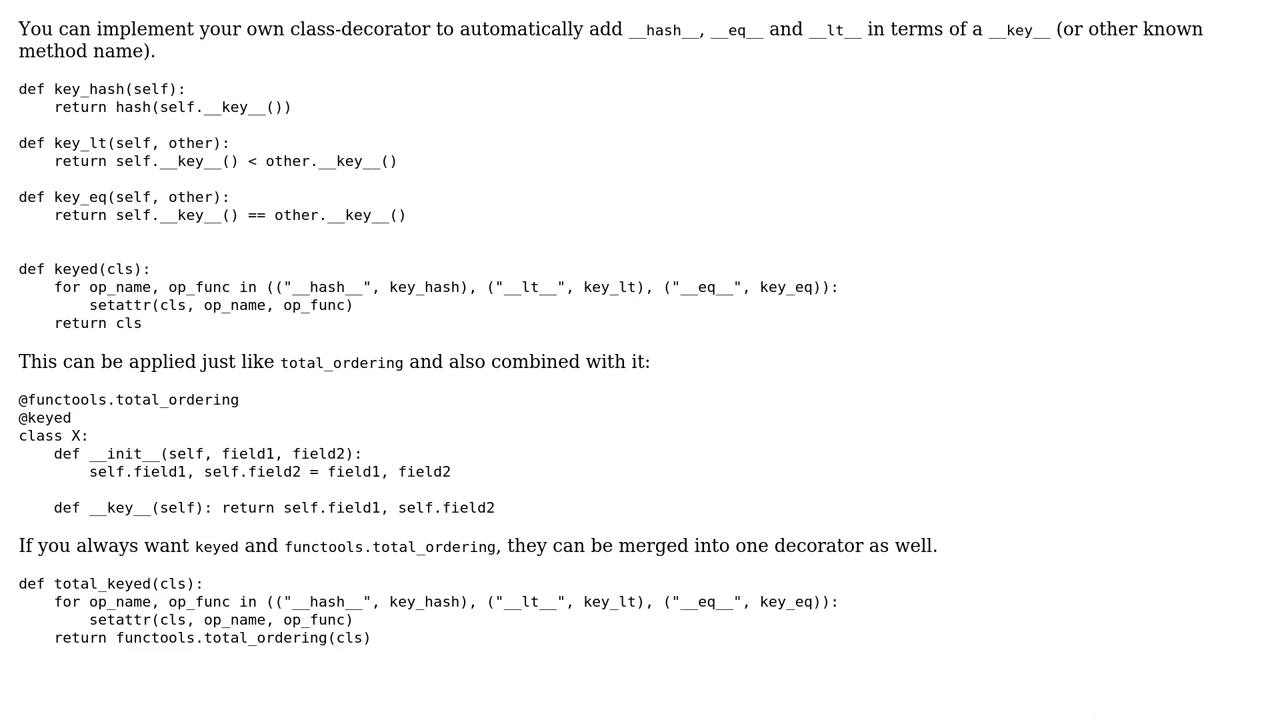 You can implement your own class-decorator to automatically add __hash__, __eq__ and __lt__ in terms of a __key__ (or other known
method name).
def key_hash(self):
    return hash(self.__key__())
def key_lt(self, other):
    return self.__key__() < other.__key__()
def key_eq(self, other):
    return self.__key__() == other.__key__()
def keyed(cls):
    for op_name, op_func in (("__hash__", key_hash), ("__lt__", key_lt), ("__eq__", key_eq)):
        setattr(cls, op_name, op_func)
    return cls
This can be applied just like total_ordering and also combined with it:
@functools.total_ordering
@keyed
class X:
    def __init__(self, field1, field2):
        self.field1, self.field2 = field1, field2
    def __key__(self): return self.field1, self.field2
If you always want keyed and functools.total_ordering, they can be merged into one decorator as well.
def total_keyed(cls):
    for op_name, op_func in (("__hash__", key_hash), ("__lt__", key_lt), ("__eq__", key_eq)):
        setattr(cls, op_name, op_func)
    return functools.total_ordering(cls)